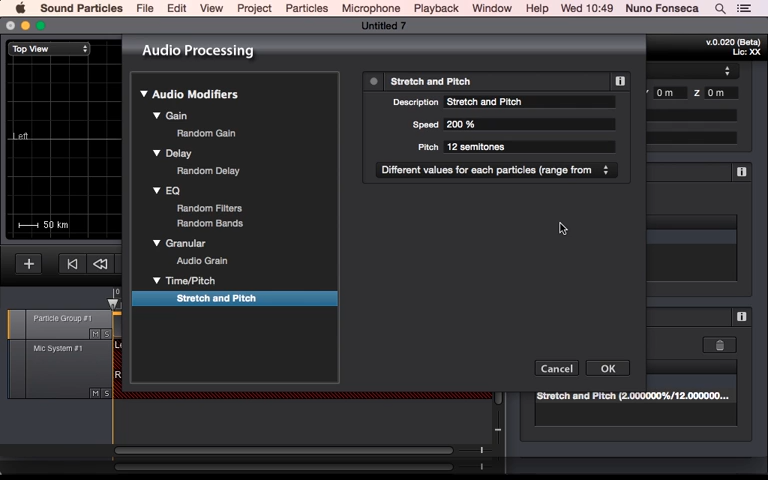 Sound Particles File Edit View Project Particles Microphone Playback Window Help Wed 10:49 Nuno Fonseca
Untitled 7
Top View
v.0.020 (Beta)
Lic: XX
Audio Processing
Audio Modifiers
Gain
Random Gain
Delay
Random Delay
EQ
Random Filters
Random Bands
Granular
Audio Grain
Time/Pitch
Stretch and Pitch
Stretch and Pitch
Description Stretch and Pitch
Speed 200 %
Pitch 12 semitones
Different values for each particles (range from
Cancel OK
0 m Z 0 m
Left
50 km
Particle Group #1
M S
Mic System #1
M S
L
R
Stretch and Pitch (2.000000%/12.000000...